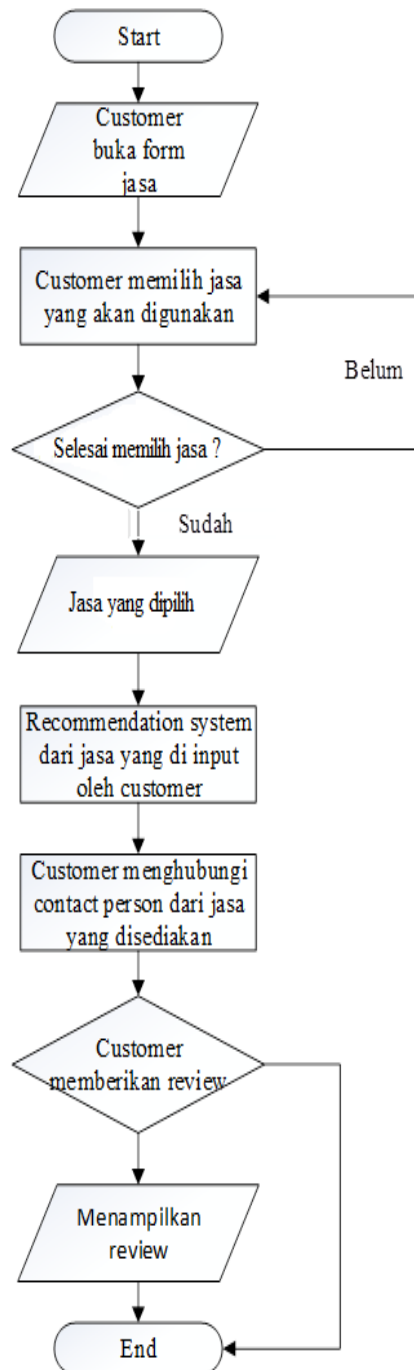 Start
Customer
buka form
jasa
Customer memilih jasa
yang akan digunakan
Belum
Selesai memilih jasa ?
Sudah
Jasa yang dipilih
Recommendation system
dari jasa yang di input
oleh customer
Customer menghubungi
contact person dari jasa
yang disediakan
Customer
memberikan review
Menampilkan
review
End